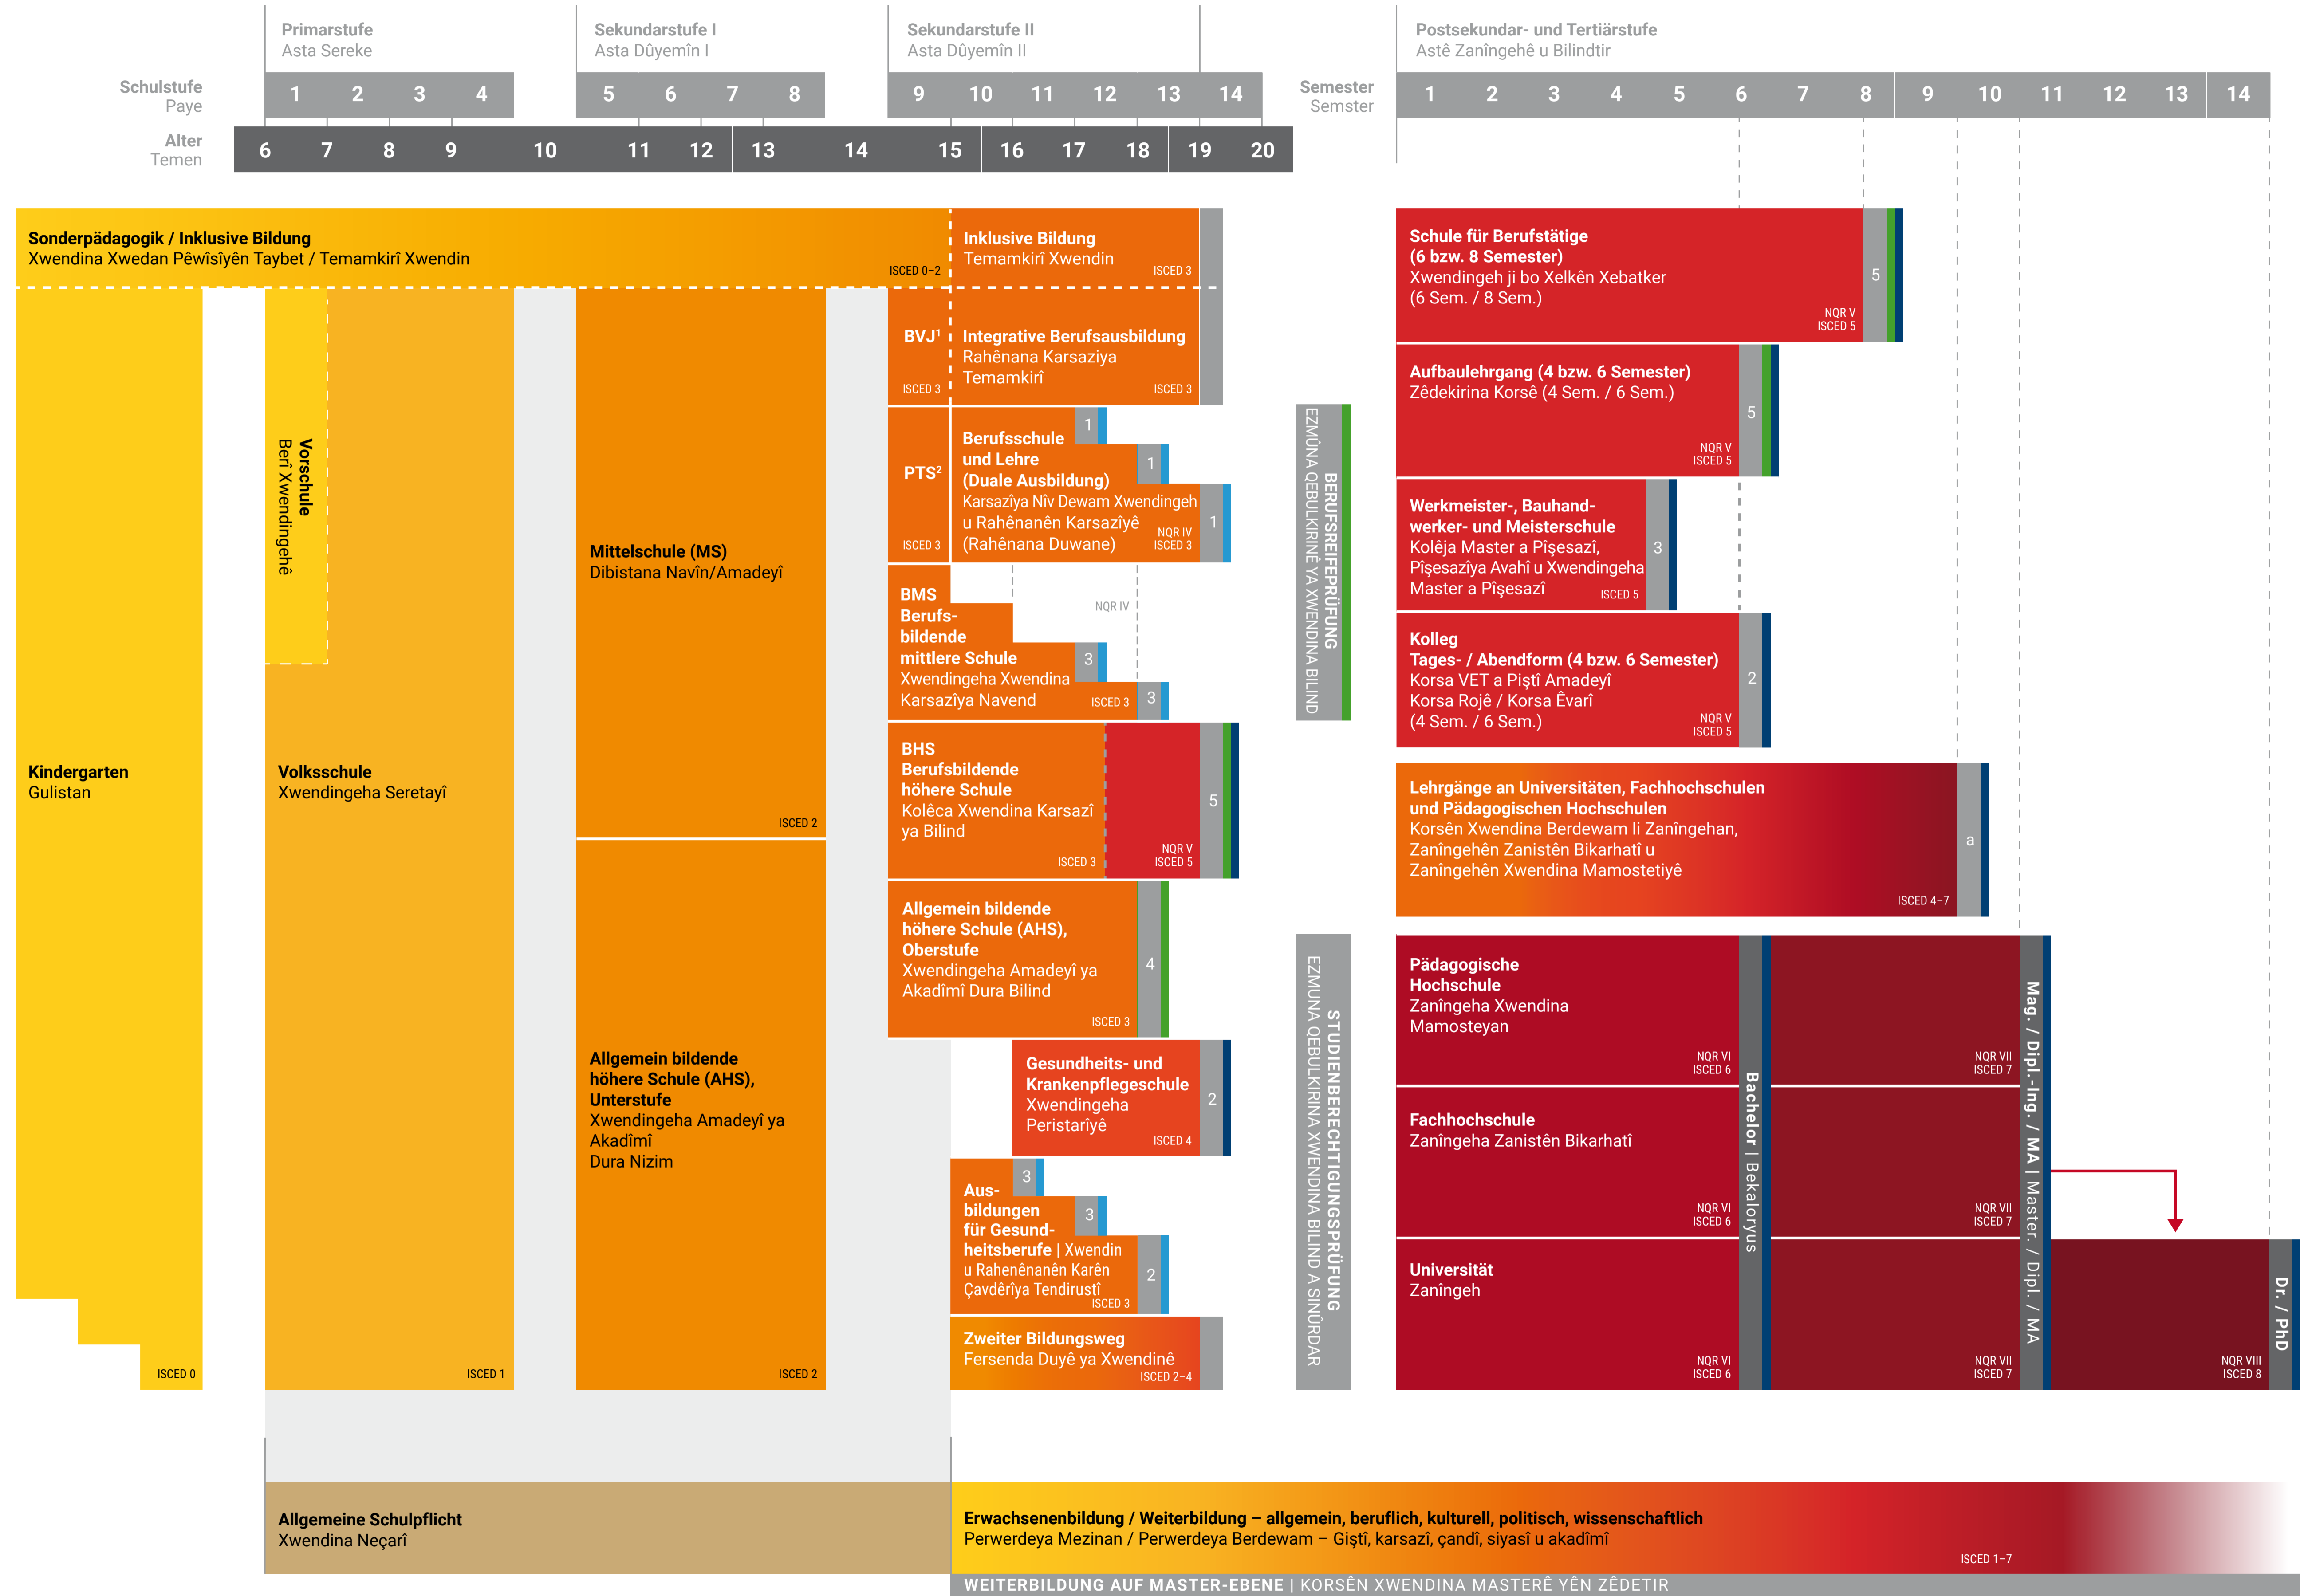 Primarstufe
Asta Sereke
Sekundarstufe I
Asta Dûyemîn I
Sekundarstufe II
Asta Dûyemîn II
Postsekundar- und Tertiärstufe
Astê Zanîngehê u Bilindtir
Schulstufe
Paye
1 2 3 4 5 6 7 8 9 10 11 12 13 14
Semester
Semster
1 2 3 4 5 6 7 8 9 10 11 12 13 14
Alter
Temen
6 7 8 9 10 11 12 13 14 15 16 17 18 19 20
Sonderpädagogik / Inklusive Bildung
Xwendina Xwedan Pêwîsîyên Taybet / Temamkirî Xwendin
ISCED 0–2
Inklusive Bildung
Temamkirî Xwendin
ISCED 3
Kindergarten
Gulistan
ISCED 0
Vorschule
Berî Xwendingehê
Volksschule
Xwendingeha Seretayî
ISCED 1
Mittelschule (MS)
Dibistana Navîn/Amadeyî
ISCED 2
Allgemein bildende
höhere Schule (AHS),
Unterstufe
Xwendingeha Amadeyî ya
Akadîmî
Dura Nizim
ISCED 2
BVJ¹
ISCED 3
Integrative Berufsausbildung
Rahênana Karsaziya
Temamkirî
ISCED 3
PTS²
ISCED 3
Berufsschule
und Lehre
(Duale Ausbildung)
Karsazîya Nîv Dewam Xwendingeh
u Rahênanên Karsazîyê
(Rahênana Duwane)
NQR IV
ISCED 3
1
1
1
BMS
Berufs-
bildende
mittlere Schule
Xwendingeha Xwendina
Karsazîya Navend
ISCED 3
NQR IV
3
3
BHS
Berufsbildende
höhere Schule
Kolêca Xwendina Karsazî
ya Bilind
ISCED 3
NQR V
ISCED 5
5
Allgemein bildende
höhere Schule (AHS),
Oberstufe
Xwendingeha Amadeyî ya
Akadîmî Dura Bilind
ISCED 3
4
Gesundheits- und
Krankenpflegeschule
Xwendingeha
Peristarîyê
ISCED 4
2
Aus-
bildungen
für Gesund-
heitsberufe | Xwendin
u Rahenênanên Karên
Çavdêrîya Tendirustî
ISCED 3
3
3
2
Zweiter Bildungsweg
Fersenda Duyê ya Xwendinê
ISCED 2–4
BERUFSREIFEPRÜFUNG
EZMÛNA QEBULKIRINÊ YA XWENDINA BILIND
STUDIENBERECHTIGUNGSPRÜFUNG
EZMUNA QEBULKIRINA XWENDINA BILIND A SINÛRDAR
Schule für Berufstätige
(6 bzw. 8 Semester)
Xwendingeh ji bo Xelkên Xebatker
(6 Sem. / 8 Sem.)
NQR V
ISCED 5
5
Aufbaulehrgang (4 bzw. 6 Semester)
Zêdekirina Korsê (4 Sem. / 6 Sem.)
NQR V
ISCED 5
5
Werkmeister-, Bauhand-
werker- und Meisterschule
Kolêja Master a Pîşesazî,
Pîşesazîya Avahî u Xwendingeha
Master a Pîşesazî
ISCED 5
3
Kolleg
Tages- / Abendform (4 bzw. 6 Semester)
Korsa VET a Piştî Amadeyî
Korsa Rojê / Korsa Êvarî
(4 Sem. / 6 Sem.)
NQR V
ISCED 5
2
Lehrgänge an Universitäten, Fachhochschulen
und Pädagogischen Hochschulen
Korsên Xwendina Berdewam li Zanîngehan,
Zanîngehên Zanistên Bikarhatî u
Zanîngehên Xwendina Mamostetiyê
ISCED 4–7
a
Pädagogische
Hochschule
Zanîngeha Xwendina
Mamosteyan
NQR VI
ISCED 6
NQR VII
ISCED 7
Fachhochschule
Zanîngeha Zanistên Bikarhatî
NQR VI
ISCED 6
NQR VII
ISCED 7
Universität
Zanîngeh
NQR VI
ISCED 6
NQR VII
ISCED 7
NQR VIII
ISCED 8
Bachelor | Bekaloryus
Mag. / Dipl.-Ing. / MA | Master. / Dipl. / MA
Dr. / PhD
Allgemeine Schulpflicht
Xwendina Neçarî
Erwachsenenbildung / Weiterbildung – allgemein, beruflich, kulturell, politisch, wissenschaftlich
Perwerdeya Mezinan / Perwerdeya Berdewam – Giştî, karsazî, çandî, siyasî u akadîmî
ISCED 1–7
WEITERBILDUNG AUF MASTER-EBENE | KORSÊN XWENDINA MASTERÊ YÊN ZÊDETIR